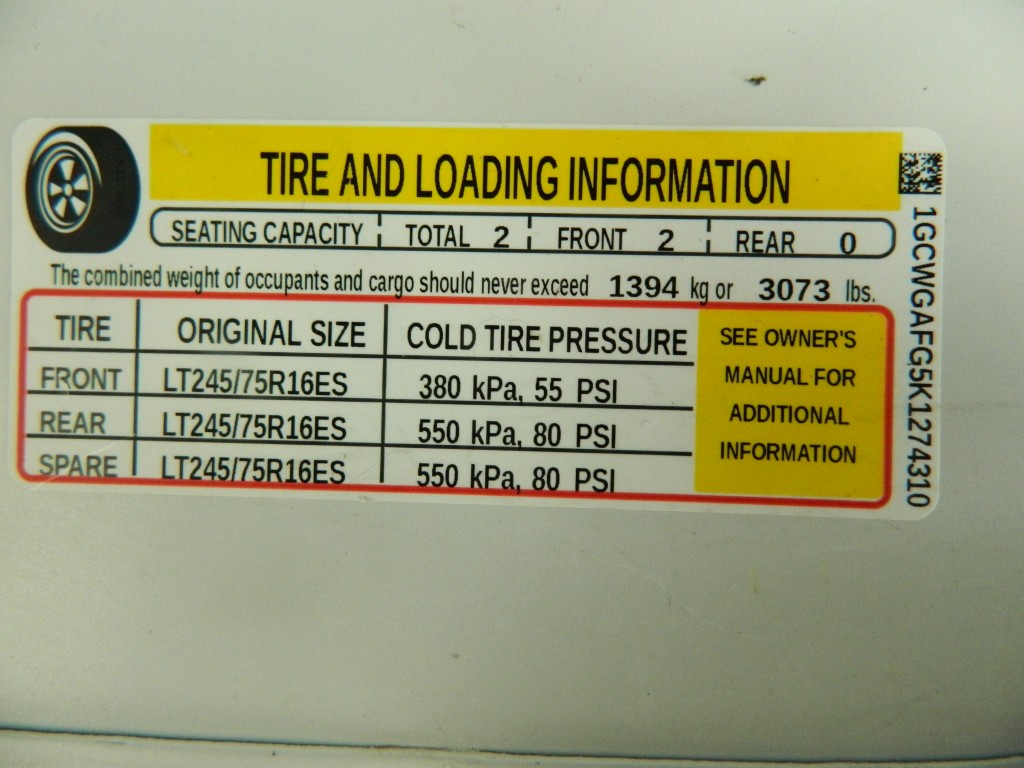 TIRE AND LOADING INFORMATION
SEATING CAPACITY TOTAL 2 FRONT 2 REAR 0
The combined weight of occupants and cargo should never exceed 1394 kg or 3073 lbs.
TIRE ORIGINAL SIZE COLD TIRE PRESSURE
FRONT LT245/75R16ES 380 kPa, 55 PSI
REAR LT245/75R16ES 550 kPa, 80 PSI
SPARE LT245/75R16ES 550 kPa, 80 PSI
SEE OWNER'S
MANUAL FOR
ADDITIONAL
INFORMATION
1GCWGAFG5K1274310